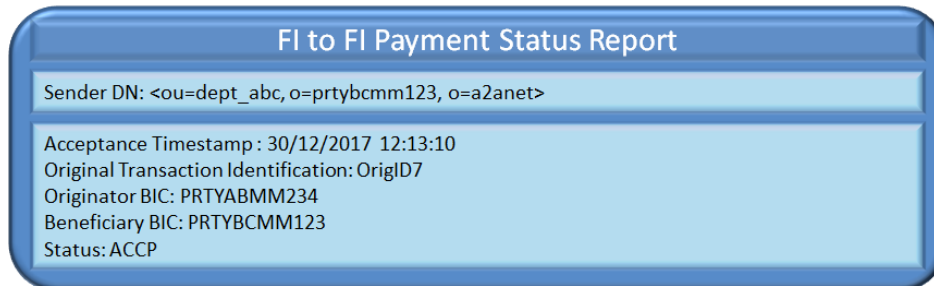 FI to FI Payment Status Report
Sender DN: <ou=dept_abc, o=prtybcmm123, o=a2anet>
Acceptance Timestamp : 30/12/2017 12:13:10
Original Transaction Identification: OrigID7
Originator BIC: PRTYABMM234
Beneficiary BIC: PRTYBCMM123
Status: ACCP